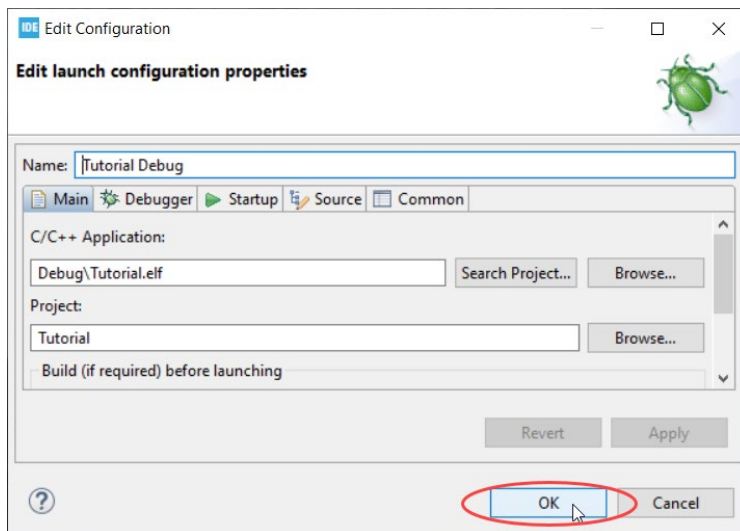 IDE Edit Configuration
Edit launch configuration properties
Name: Tutorial Debug
Main Debugger Startup Source Common
C/C++ Application:
Debug\Tutorial.elf Search Project... Browse...
Project:
Tutorial Browse...
Build (if required) before launching
Revert Apply
? OK Cancel